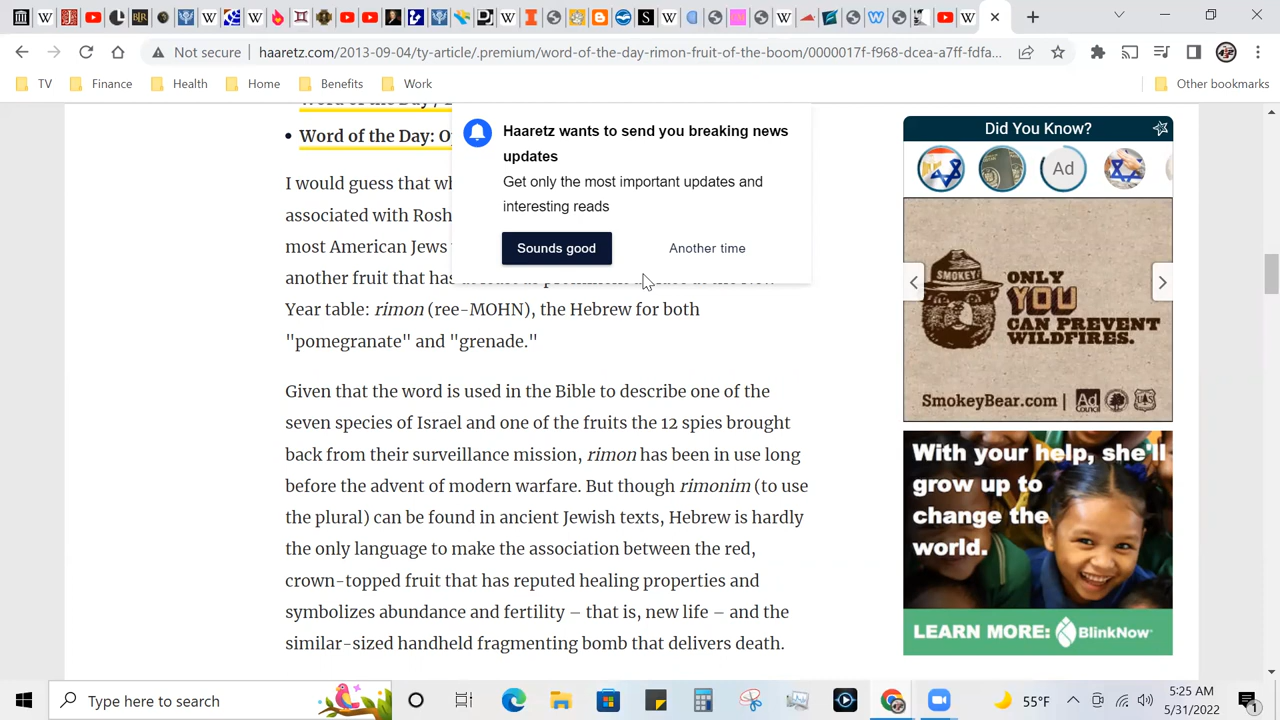 Not secure
haaretz.com/2013-09-04/tv-article/.premium/word-of-the-day-rimon-fruit-of-the-boom/0000017f-f968-dcea-a7ff-fdfa...
TV
Finance
Health
Home
Benefits
Work
Other bookmarks
Word of the Day /
Word of the Day: O
Haaretz wants to send you breaking news
updates
Get only the most important updates and
interesting reads
Sounds good
Another time
I would guess that wh
associated with Rosh
most American Jews
another fruit that has
Year table: rimon (ree-MOHN), the Hebrew for both
"pomegranate" and "grenade."
Given that the word is used in the Bible to describe one of the
seven species of Israel and one of the fruits the 12 spies brought
back from their surveillance mission, rimon has been in use long
before the advent of modern warfare. But though rimonim (to use
the plural) can be found in ancient Jewish texts, Hebrew is hardly
the only language to make the association between the red,
crown-topped fruit that has reputed healing properties and
symbolizes abundance and fertility – that is, new life – and the
similar-sized handheld fragmenting bomb that delivers death.
Did You Know?
Ad
SMOKEY
ONLY
YOU
CAN PREVENT
WILDFIRES.
SmokeyBear.com
Ad
COUNCIL
With your help, she'll
grow up to
change the
world.
LEARN MORE: BlinkNow
Type here to search
55°F
5:25 AM
5/31/2022
1